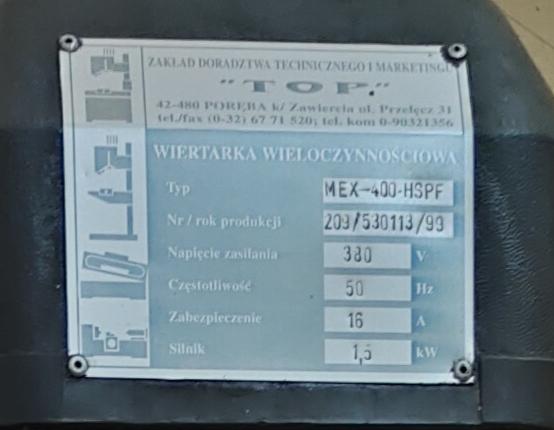 ZAKŁAD DORADZTWA TECHNICZNEGO I MARKETINGU
"TOP"
42-480 PORĘBA k/ Zawiercia ul. Przełęcz 31
tel./fax (0-32) 67 71 520; tel. kom 0-90321356
WIERTARKA WIELOCZYNNOŚCIOWA
Typ MEX-400-HSPF
Nr / rok produkcji 209/530113/99
Napięcie zasilania 380 V
Częstotliwość 50 Hz
Zabezpieczenie 16 A
Silnik 1,5 kW